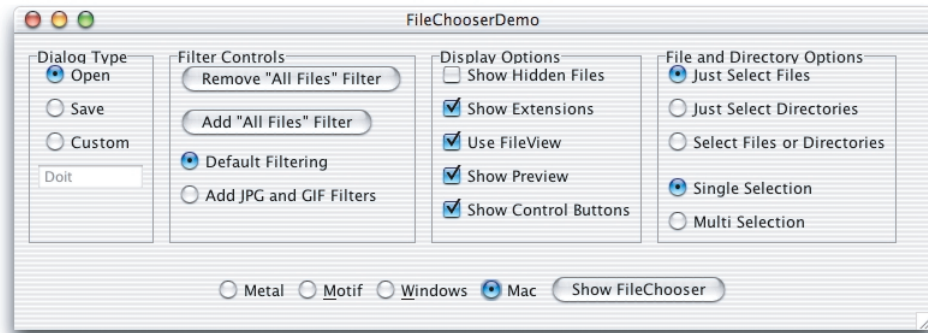 FileChooserDemo
Dialog Type
Open
Save
Custom
Doit
Filter Controls
Remove "All Files" Filter
Add "All Files" Filter
Default Filtering
Add JPG and GIF Filters
Display Options
Show Hidden Files
Show Extensions
Use FileView
Show Preview
Show Control Buttons
File and Directory Options
Just Select Files
Just Select Directories
Select Files or Directories
Single Selection
Multi Selection
Metal Motif Windows Mac Show FileChooser